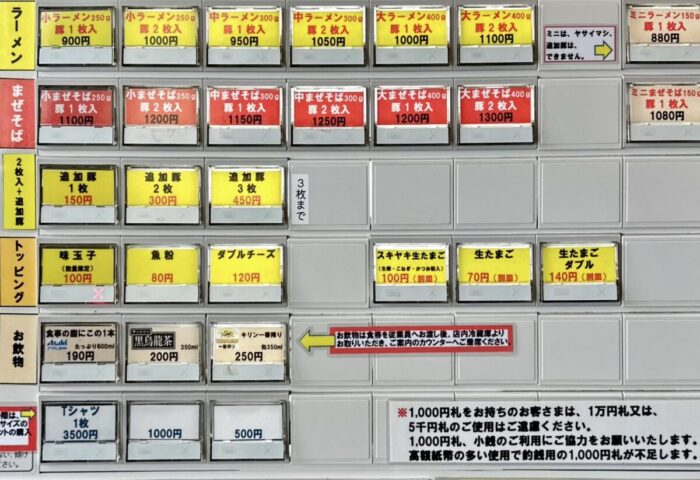 ラーメン
小ラーメン250g
豚1枚入
900円
小ラーメン250g
豚2枚入
1000円
中ラーメン300g
豚1枚入
950円
中ラーメン300g
豚2枚入
1050円
大ラーメン400g
豚1枚入
1000円
大ラーメン400g
豚2枚入
1100円
ミニは、ヤサイマシ、
追加豚は、
できません。
ミニラーメン150g
豚1枚入
880円
まぜそば
小まぜそば250g
豚1枚入
1100円
小まぜそば250g
豚2枚入
1200円
中まぜそば300g
豚1枚入
1150円
中まぜそば300g
豚2枚入
1250円
大まぜそば400g
豚1枚入
1200円
大まぜそば400g
豚2枚入
1300円
ミニまぜそば150g
豚1枚入
1080円
2枚入+追加豚
追加豚
1枚
150円
追加豚
2枚
300円
追加豚
3枚
450円
3枚まで
トッピング
味玉子
(数量限定)
100円
魚粉
80円
ダブルチーズ
120円
スキヤキ生たまご
100円(別皿)
生たまご
70円(別皿)
生たまご
ダブル
140円(別皿)
お飲物
食事の脂にこの1本
Asahi
たっぷり600ml
190円
黒烏龍茶
350ml
200円
キリン一番搾り
缶350ml
250円
お飲物は食券を従業員へお渡し後、店内冷蔵庫より
お取りいただき、ご案内のカウンターへご着席ください。
Tシャツ
1枚
3500円
1000円
500円
※1,000円札をお持ちのお客さまは、1万円札又は、
5千円札のご使用はご遠慮ください。
1000円札、小銭のご利用にご協力をお願いいたします。
高額紙幣の多い使用で釣銭用の1,000円札が不足します。